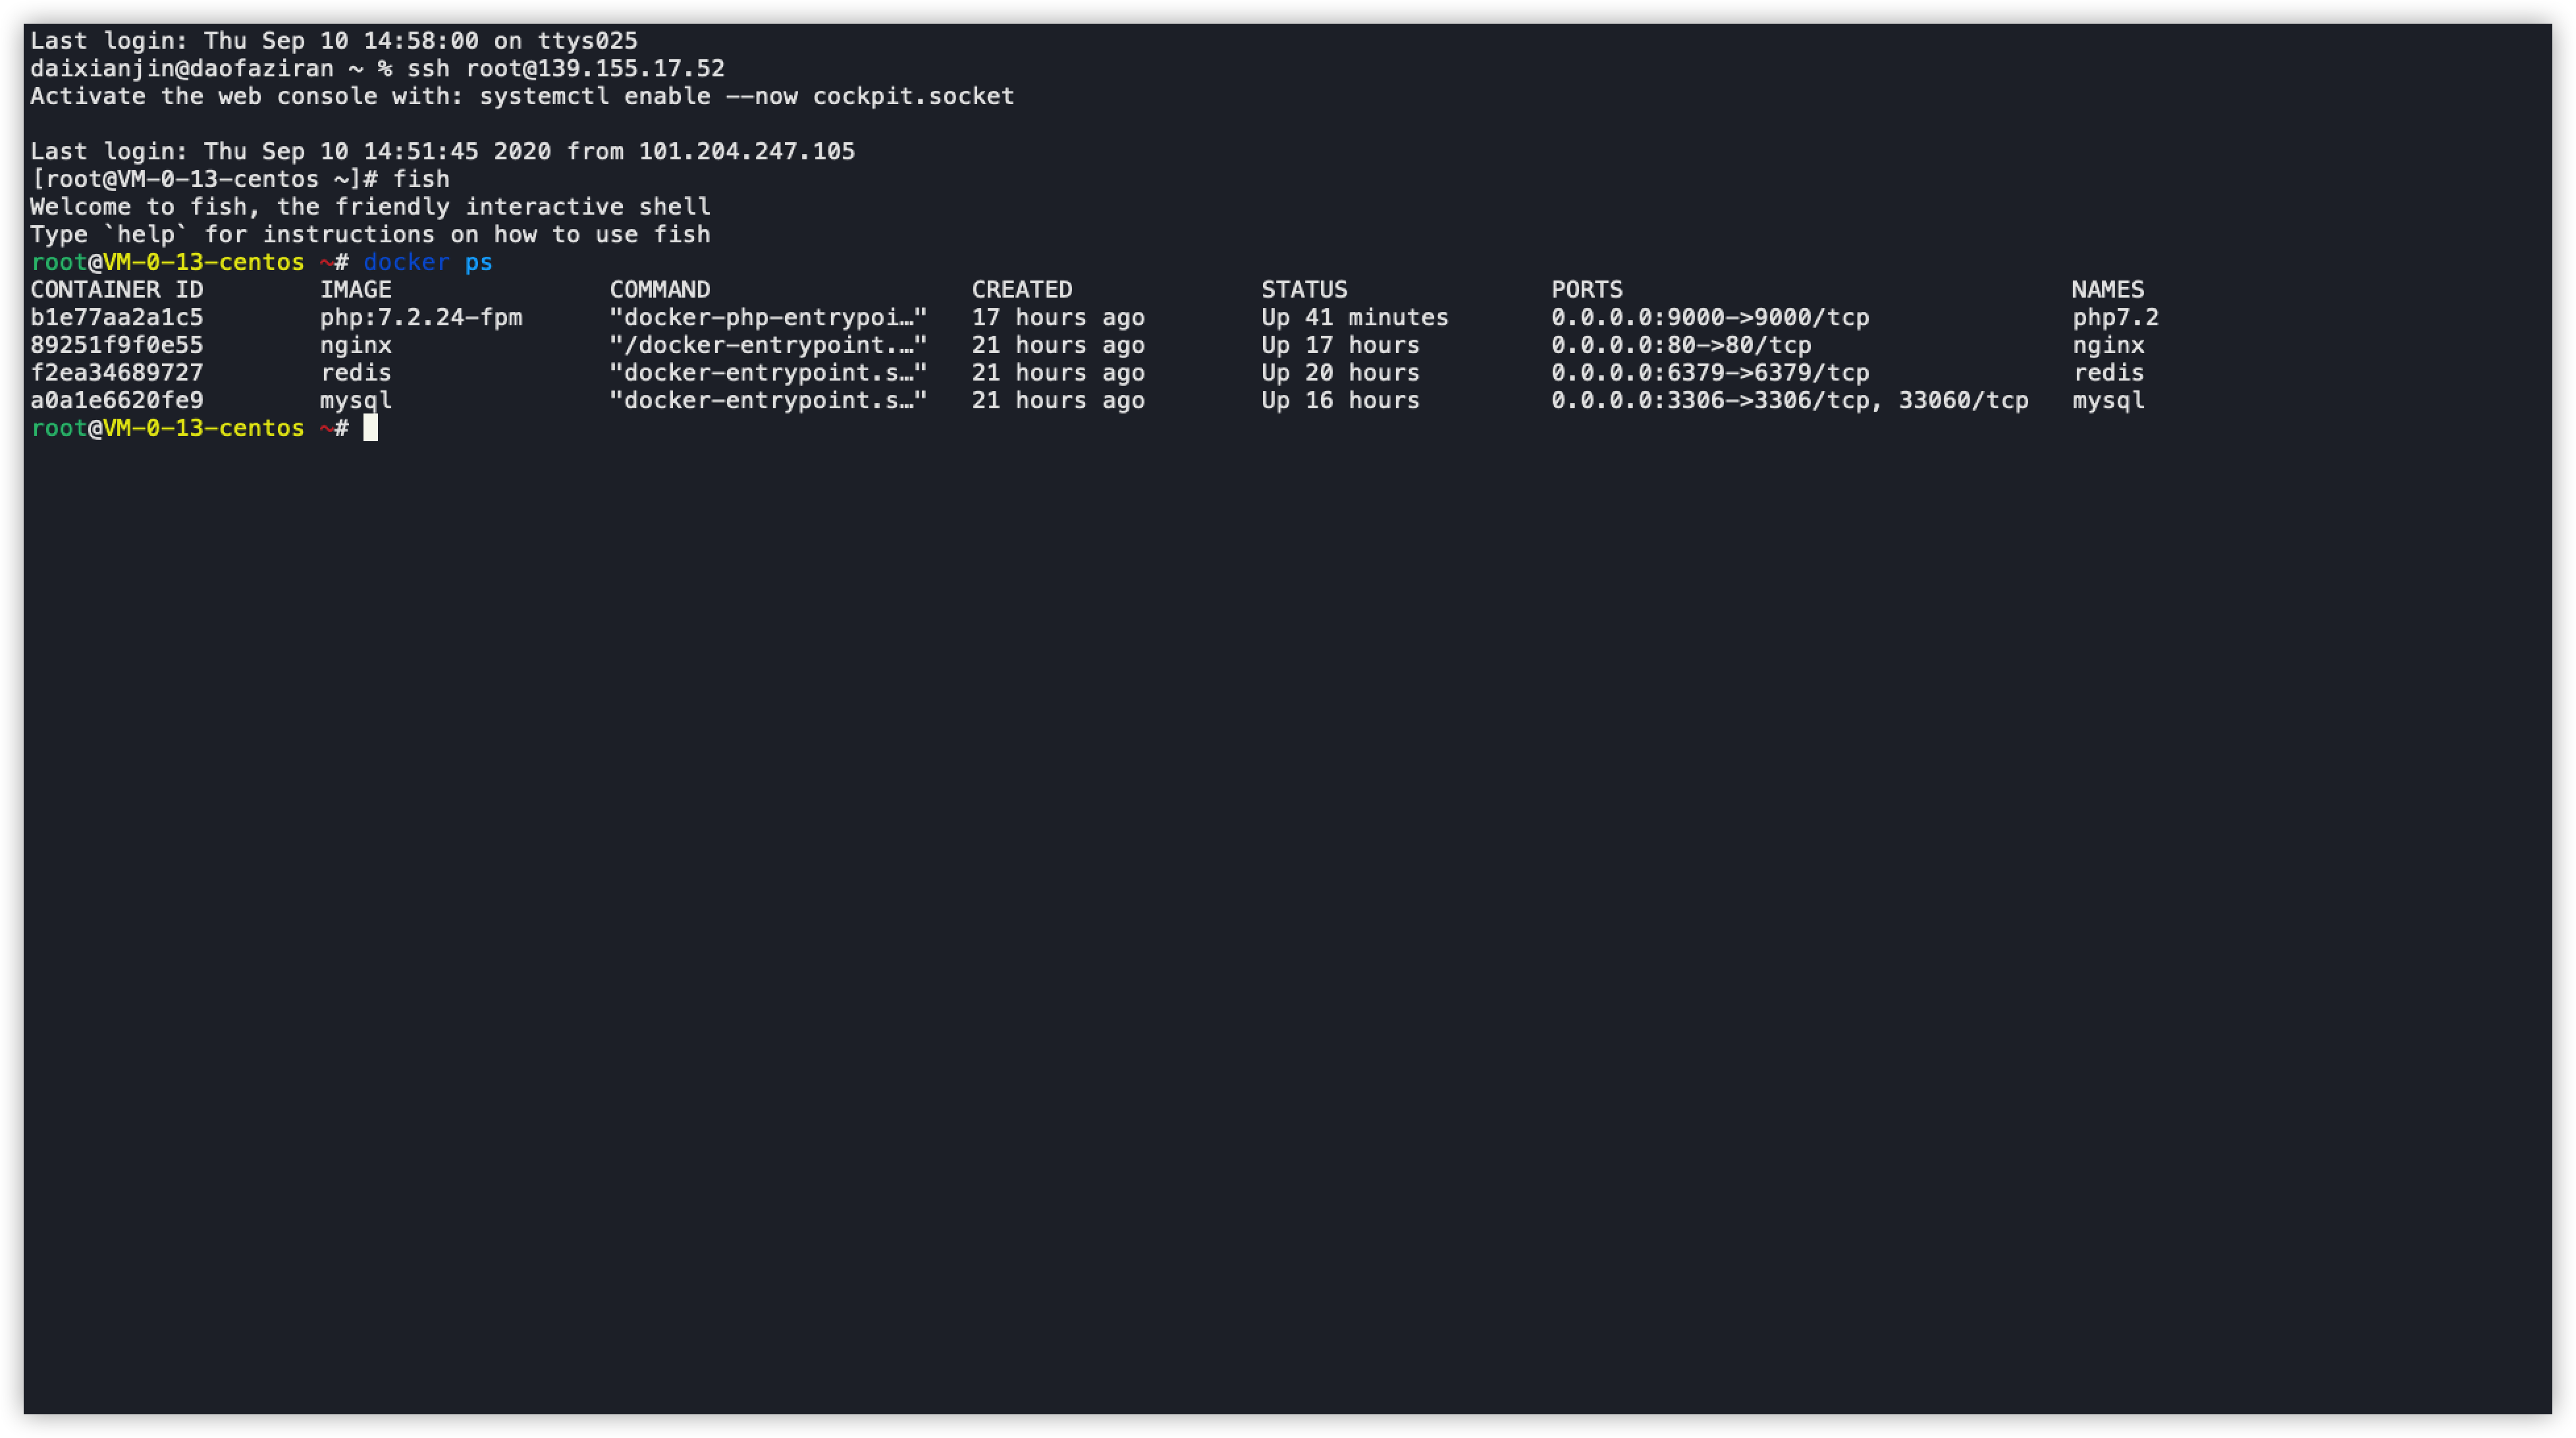 Last login: Thu Sep 10 14:58:00 on ttys025
daixianjin@daofaziran ~ % ssh root@139.155.17.52
Activate the web console with: systemctl enable --now cockpit.socket
Last login: Thu Sep 10 14:51:45 2020 from 101.204.247.105
[root@VM-0-13-centos ~]# fish
Welcome to fish, the friendly interactive shell
Type `help` for instructions on how to use fish
root@VM-0-13-centos ~# docker ps
CONTAINER ID        IMAGE               COMMAND                  CREATED             STATUS              PORTS                               NAMES
b1e77aa2a1c5        php:7.2.24-fpm      "docker-php-entrypoi…"   17 hours ago        Up 41 minutes       0.0.0.0:9000->9000/tcp              php7.2
89251f9f0e55        nginx               "/docker-entrypoint.…"   21 hours ago        Up 17 hours         0.0.0.0:80->80/tcp                  nginx
f2ea34689727        redis               "docker-entrypoint.s…"   21 hours ago        Up 20 hours         0.0.0.0:6379->6379/tcp              redis
a0a1e6620fe9        mysql               "docker-entrypoint.s…"   21 hours ago        Up 16 hours         0.0.0.0:3306->3306/tcp, 33060/tcp   mysql
root@VM-0-13-centos ~#